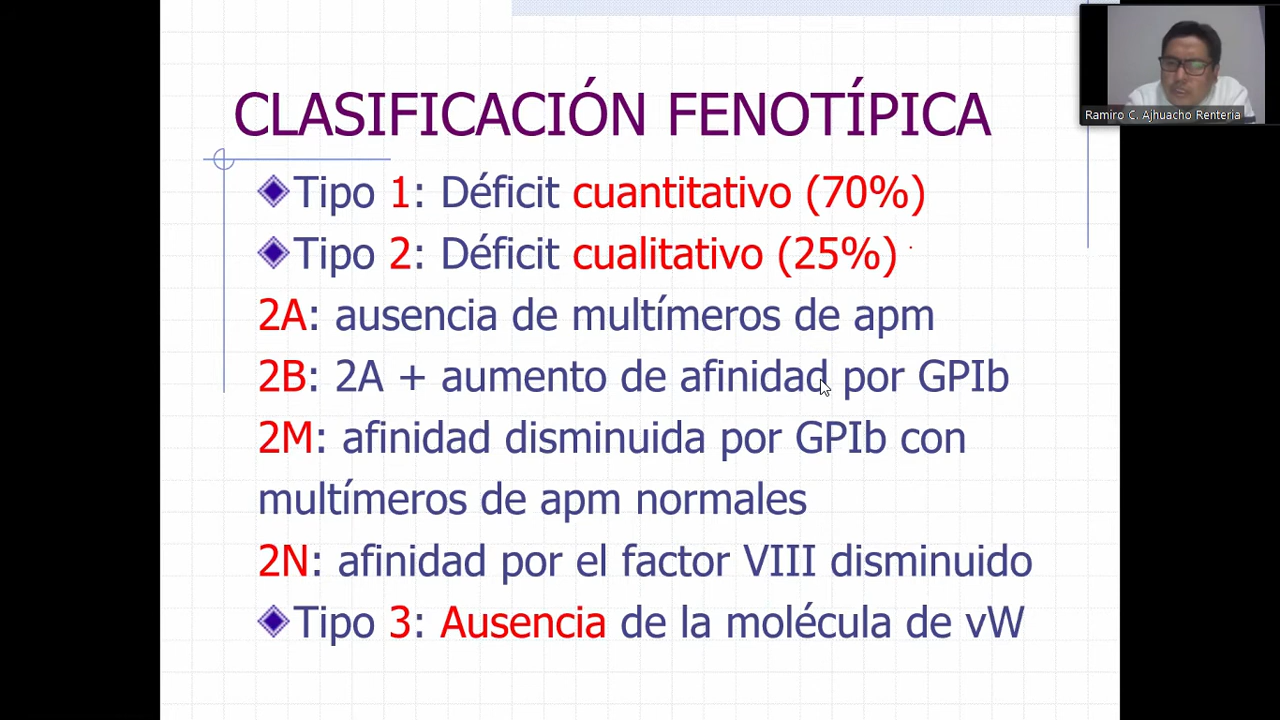 CLASIFICACIÓN FENOTÍPICA
Tipo 1: Déficit cuantitativo (70%)
Tipo 2: Déficit cualitativo (25%)
2A: ausencia de multímeros de apm
2B: 2A + aumento de afinidad por GPIb
2M: afinidad disminuida por GPIb con
multímeros de apm normales
2N: afinidad por el factor VIII disminuido
Tipo 3: Ausencia de la molécula de vW
Ramiro C. Ajhuacho Renteria